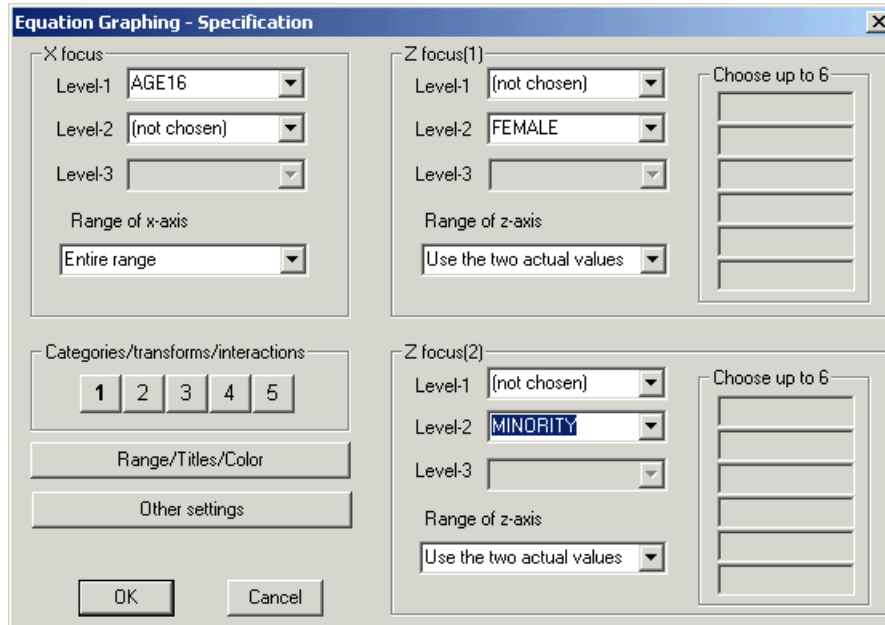 Equation Graphing - Specification
X focus
Level-1 AGE16
Level-2 (not chosen)
Level-3
Range of x-axis
Entire range
Z focus(1)
Level-1 (not chosen)
Level-2 FEMALE
Level-3
Range of z-axis
Use the two actual values
Choose up to 6
Categories/transforms/interactions
1 2 3 4 5
Range/Titles/Color
Other settings
OK Cancel
Z focus(2)
Level-1 (not chosen)
Level-2 MINORITY
Level-3
Range of z-axis
Use the two actual values
Choose up to 6